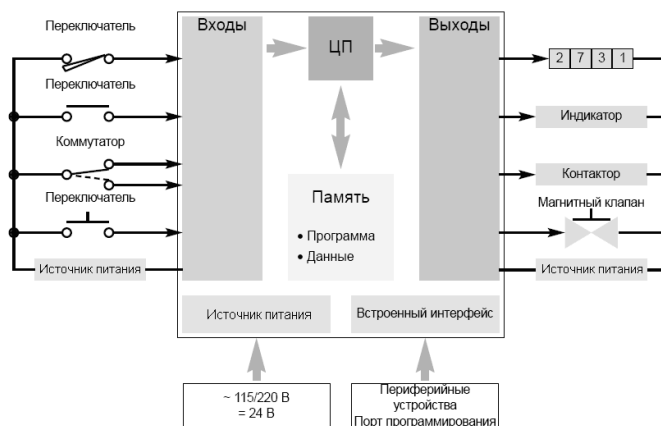 Переключатель
Переключатель
Коммутатор
Переключатель
Источник питания
Входы
ЦП
Выходы
Память
• Программа
• Данные
Источник питания
Встроенный интерфейс
2 7 3 1
Индикатор
Контактор
Магнитный клапан
Источник питания
~ 115/220 В
= 24 В
Периферийные
устройства
Порт программирования